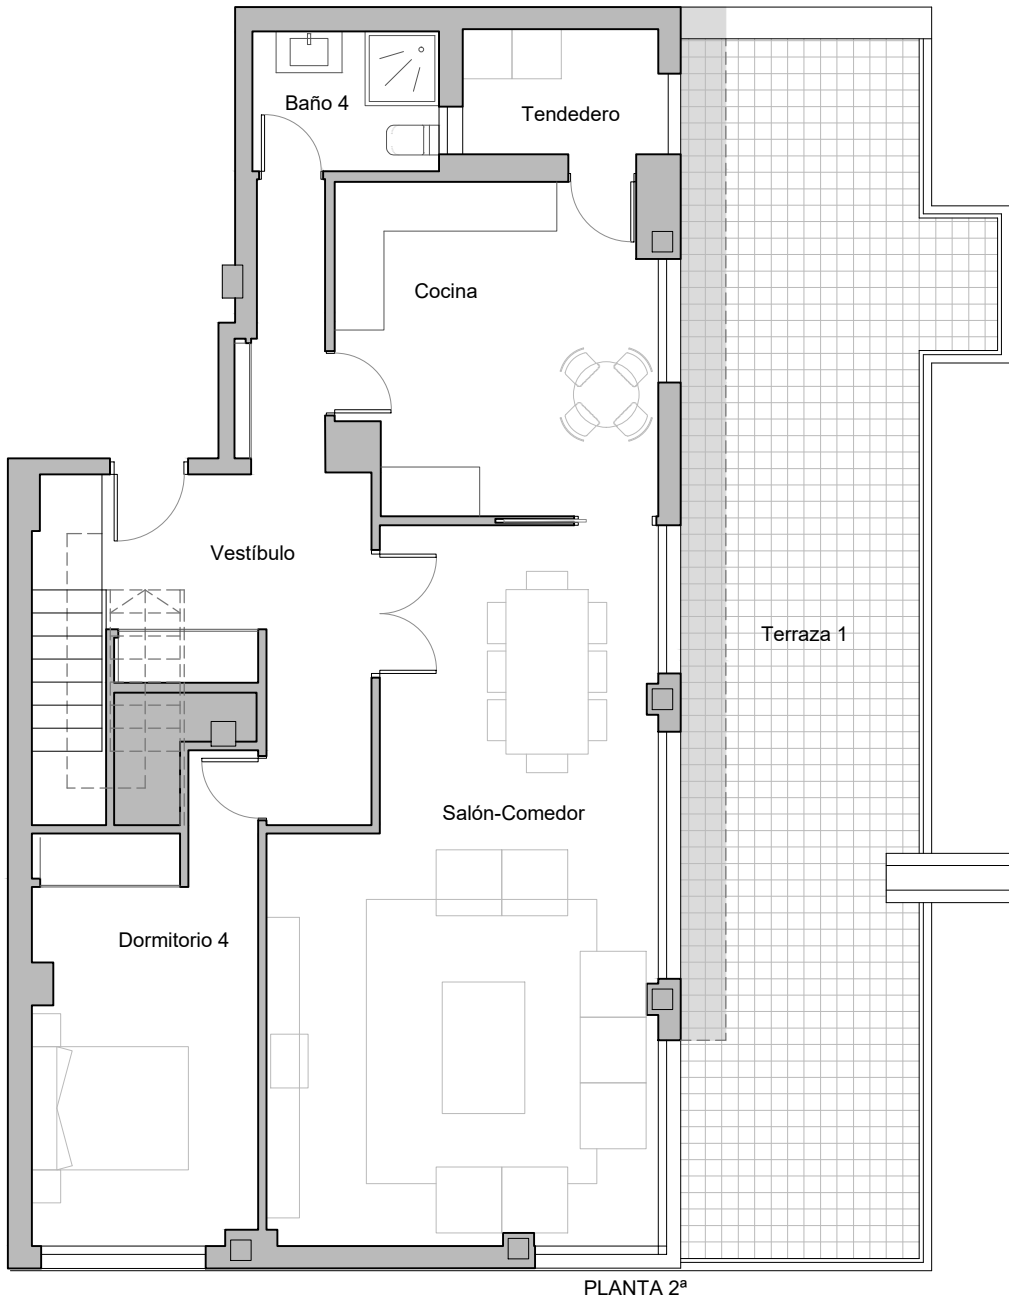 Baño 4
Tendedero
Cocina
Vestíbulo
Terraza 1
Salón-Comedor
Dormitorio 4
PLANTA 2ª